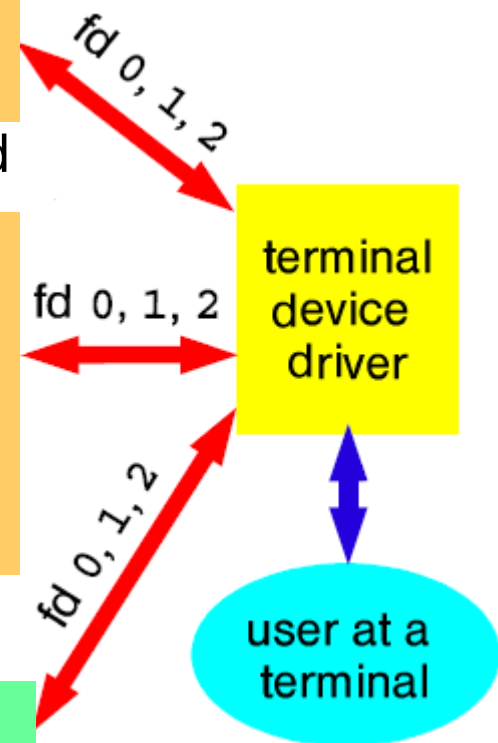 fd 0, 1, 2
d
terminal
device
driver
fd 0, 1, 2
fd 0, 1, 2
user at a
terminal